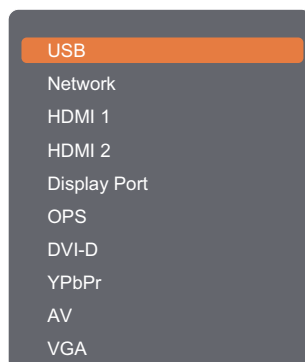 USB
Network
HDMI 1
HDMI 2
Display Port
OPS
DVI-D
YPbPr
AV
VGA